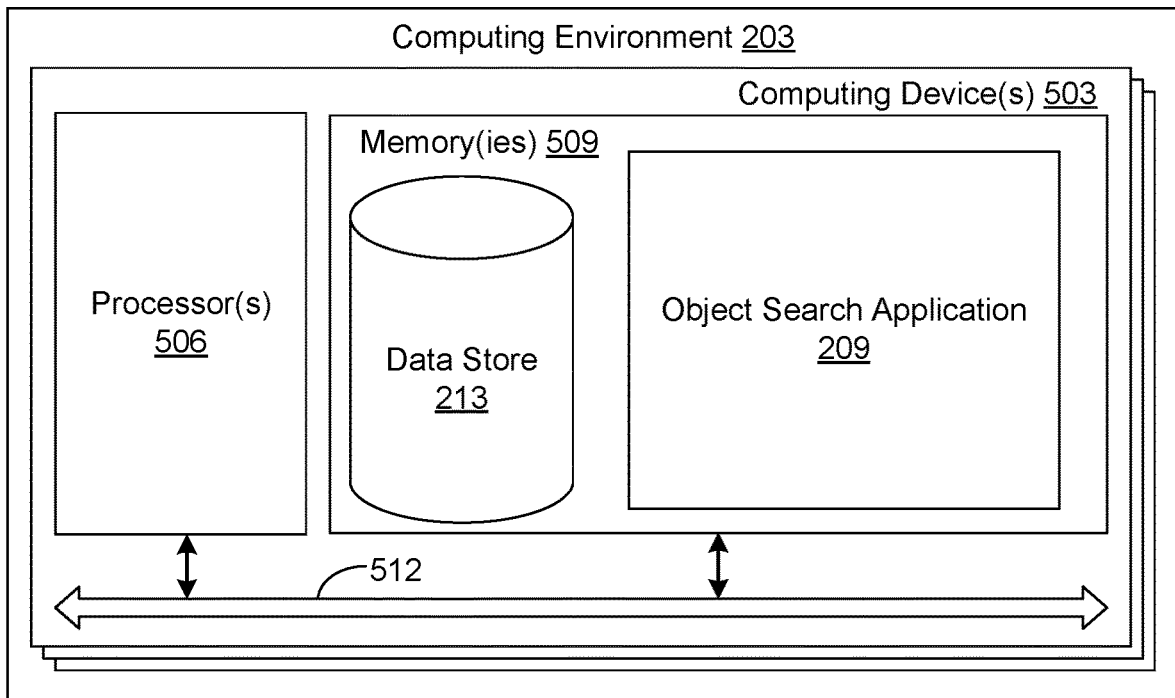 Computing Environment 203
Computing Device(s) 503
Memory(ies) 509
Processor(s)
506
Data Store
213
Object Search Application
209
512